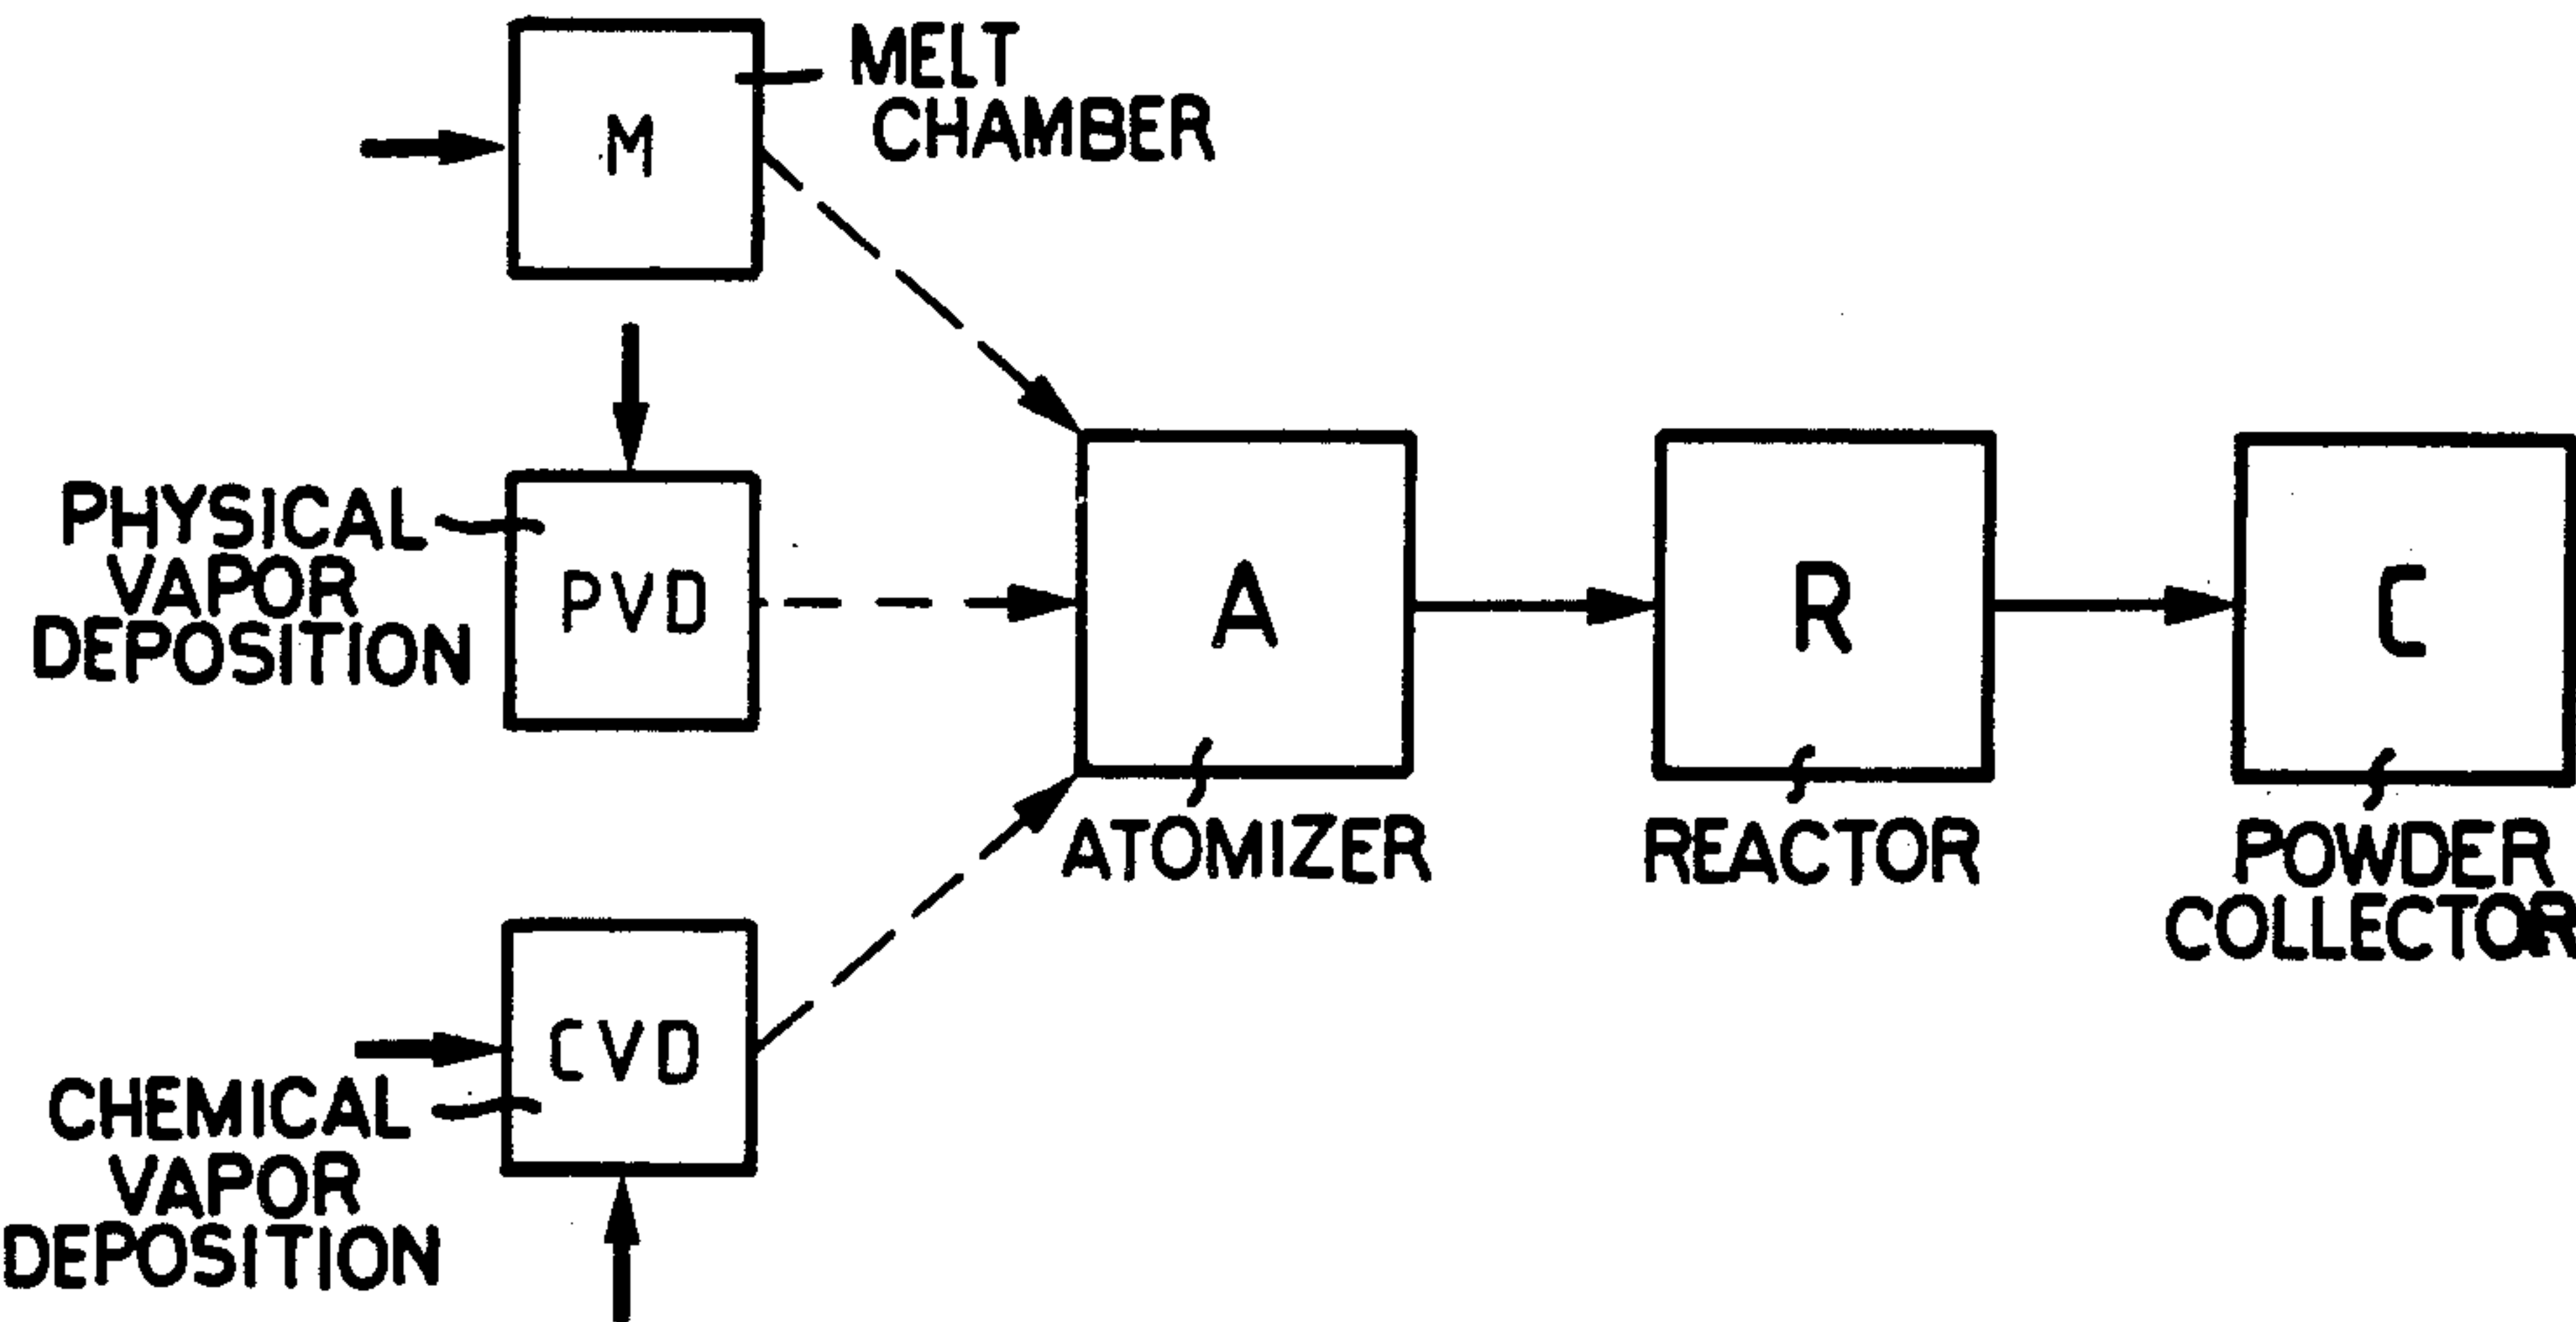 MELT
CHAMBER
M
PHYSICAL
VAPOR
DEPOSITION
PVD
A
R
C
ATOMIZER
REACTOR
POWDER
COLLECTOR
CVD
CHEMICAL
VAPOR
DEPOSITION